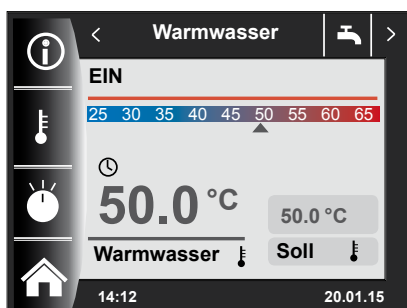 < Warmwasser >
EIN
25 30 35 40 45 50 55 60 65
50.0 °C
50.0 °C
Warmwasser
Soll
14:12 20.01.15